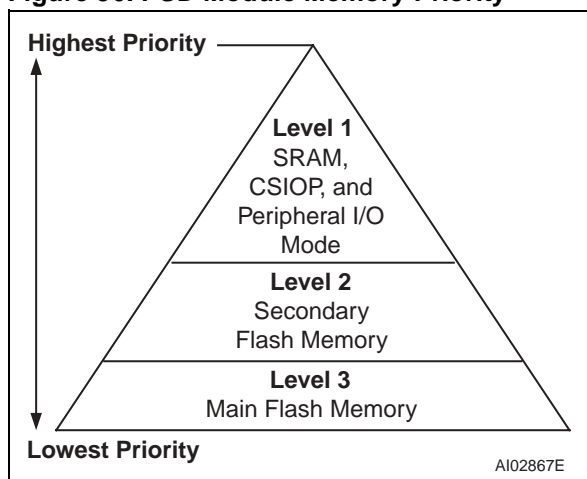 Highest Priority
Level 1
SRAM,
CSIOP, and
Peripheral I/O
Mode
Level 2
Secondary
Flash Memory
Level 3
Main Flash Memory
Lowest Priority
AI02867E